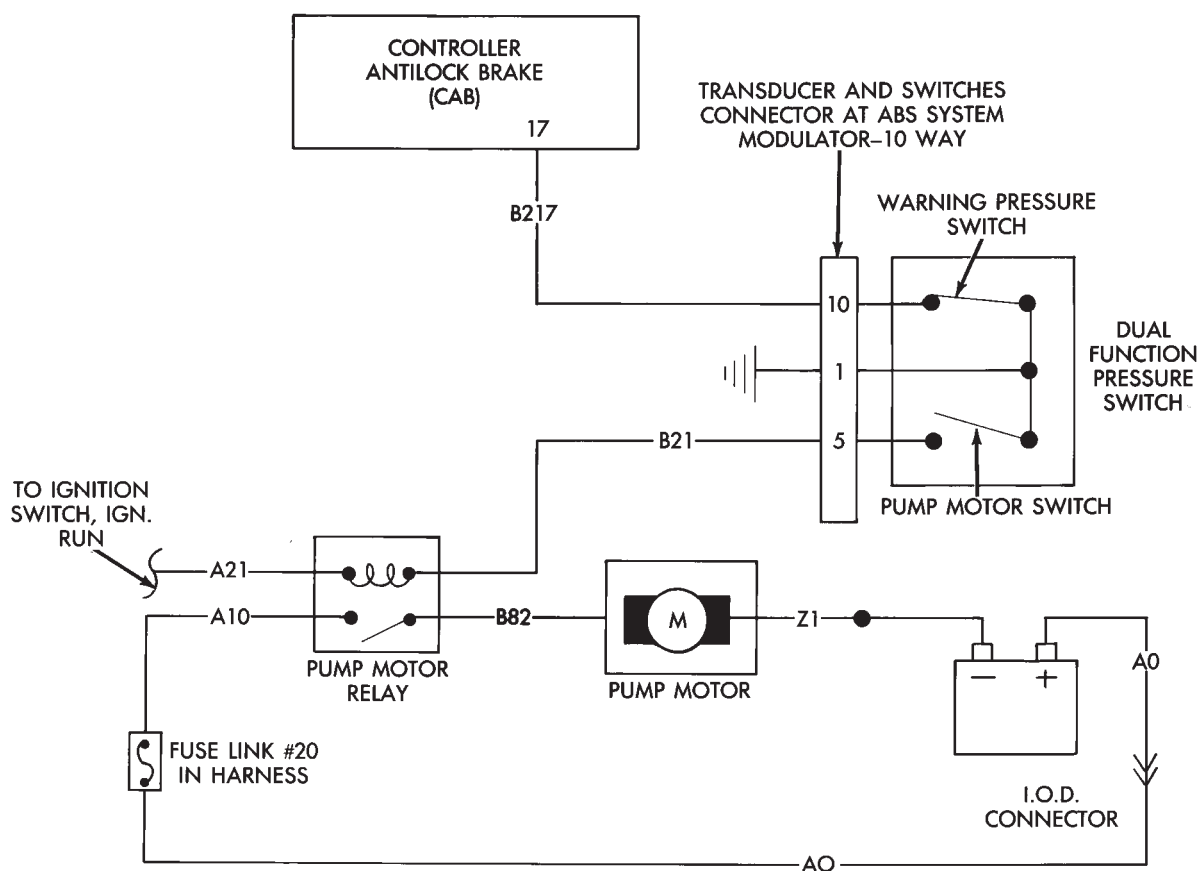 CONTROLLER
ANTILOCK BRAKE
(CAB)
17
TRANSDUCER AND SWITCHES
CONNECTOR AT ABS SYSTEM
MODULATOR–10 WAY
B217
WARNING PRESSURE
SWITCH
10
DUAL
FUNCTION
PRESSURE
SWITCH
1
B21
5
PUMP MOTOR SWITCH
TO IGNITION
SWITCH, IGN.
RUN
A21
A10
B82
M
Z1
PUMP MOTOR
RELAY
PUMP MOTOR
− +
A0
FUSE LINK #20
IN HARNESS
I.O.D.
CONNECTOR
AO